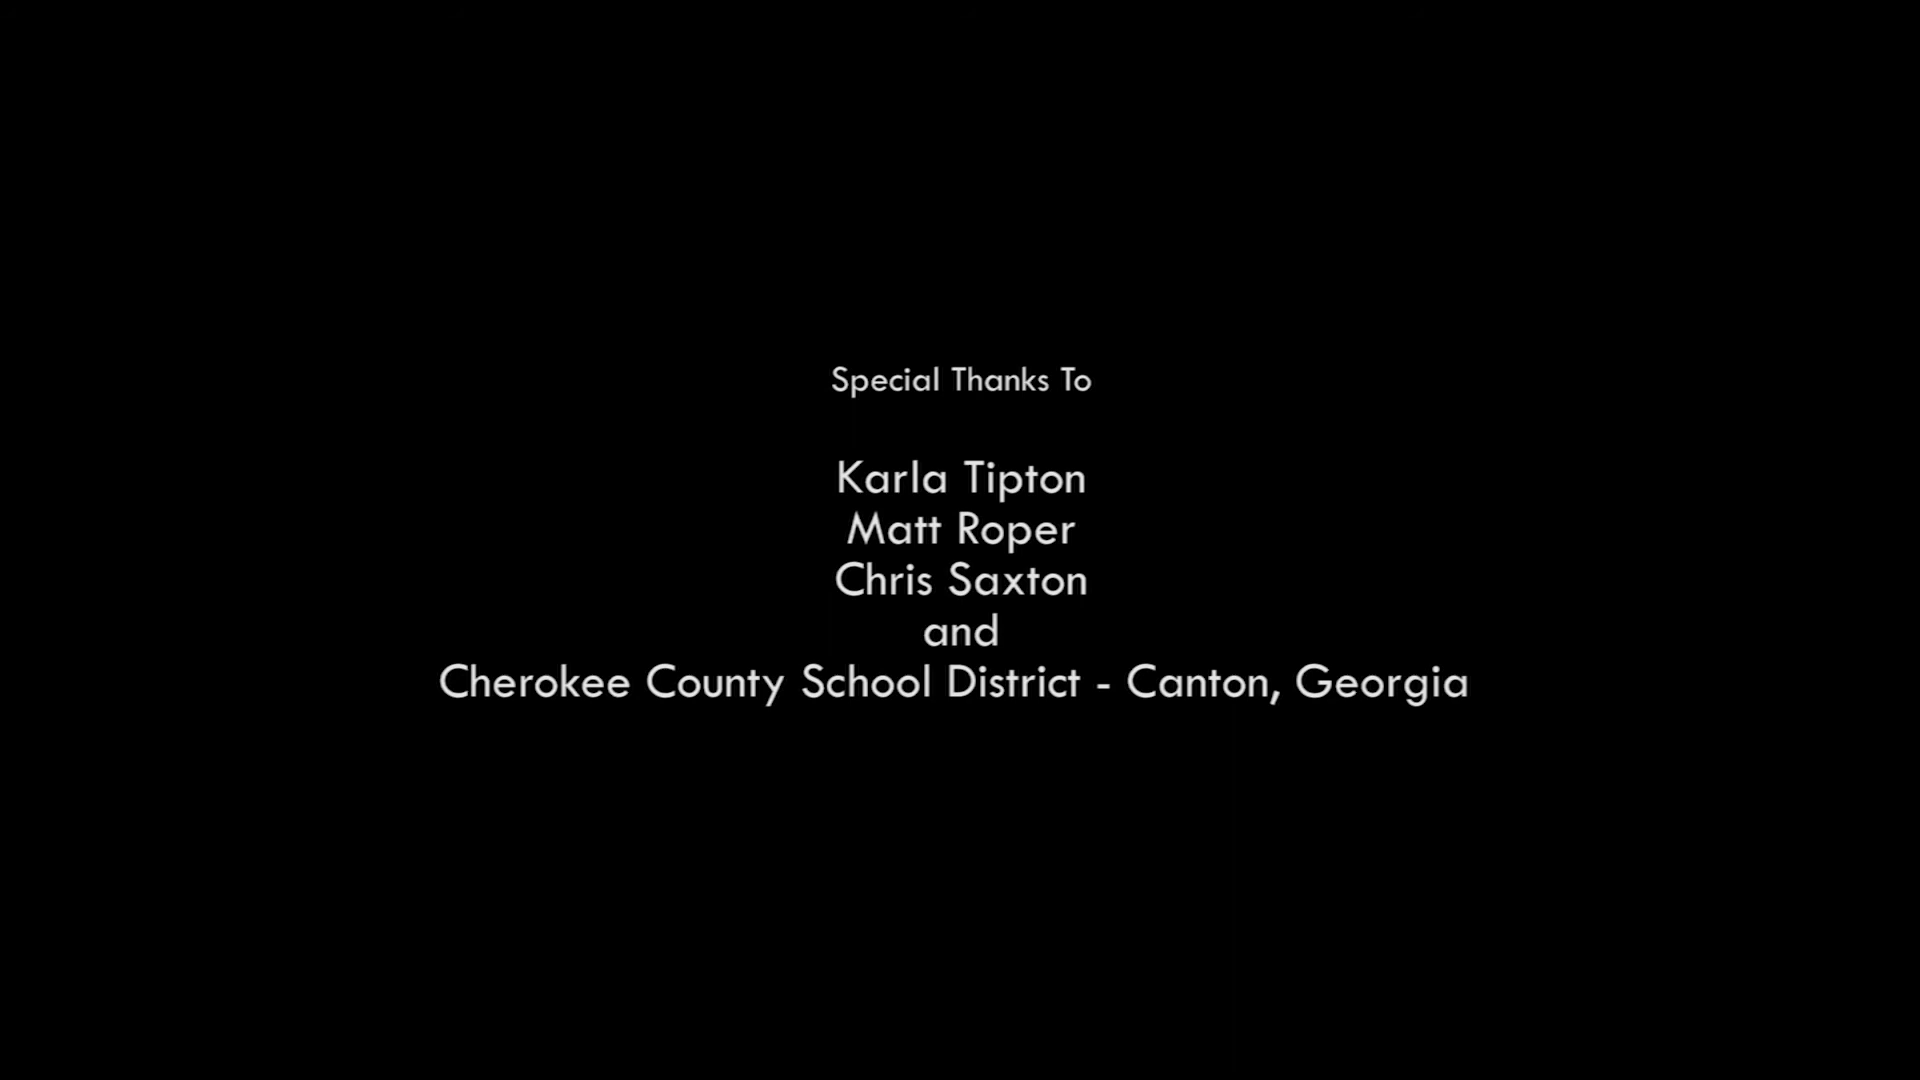 Special Thanks To
Karla Tipton
Matt Roper
Chris Saxton
and
Cherokee County School District - Canton, Georgia